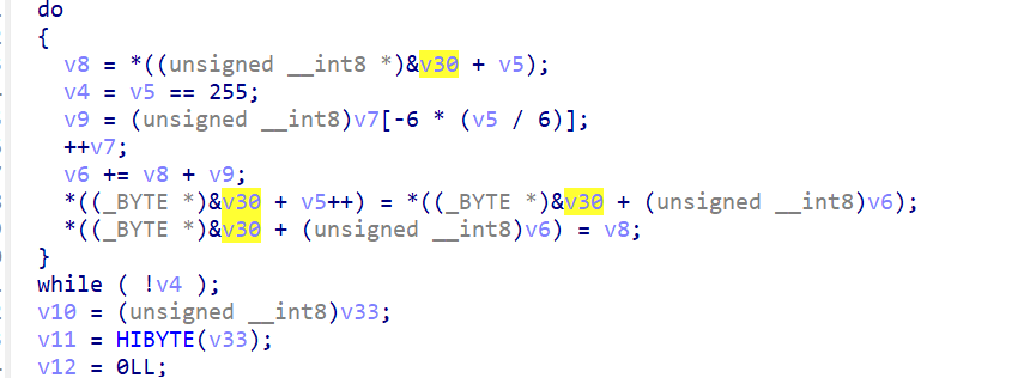 do
{
v8 = *((unsigned __int8 *)&v30 + v5);
v4 = v5 == 255;
v9 = (unsigned __int8)v7[-6 * (v5 / 6)];
++v7;
v6 += v8 + v9;
*((_BYTE *)&v30 + v5++) = *((_BYTE *)&v30 + (unsigned __int8)v6);
*((_BYTE *)&v30 + (unsigned __int8)v6) = v8;
}
while ( !v4 );
v10 = (unsigned __int8)v33;
v11 = HIBYTE(v33);
v12 = 0LL;